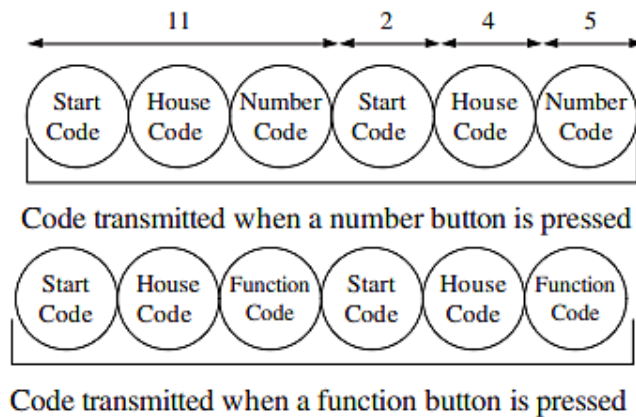 11 2 4 5
Start House Number Start House Number
Code Code Code Code Code Code
Code transmitted when a number button is pressed
Start House Function Start House Function
Code Code Code Code Code Code
Code transmitted when a function button is pressed